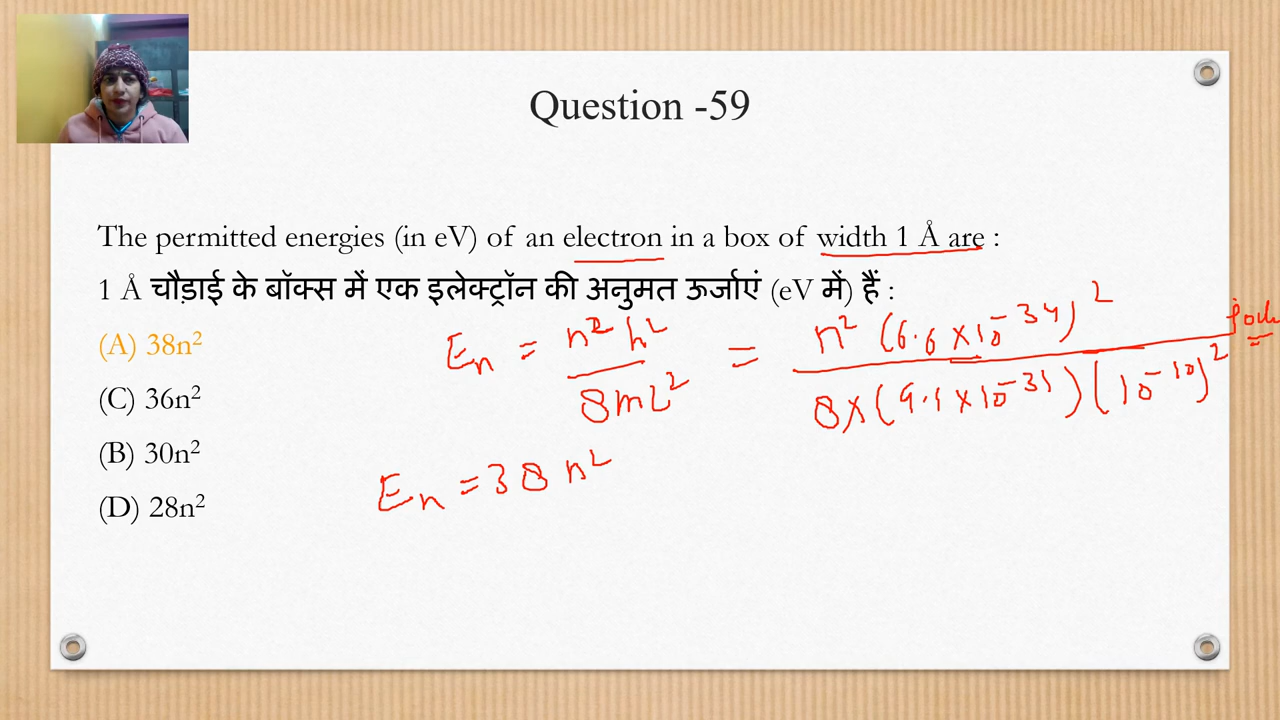 Question -59
The permitted energies (in eV) of an electron in a box of width 1 Å are :
1 Å चौड़ाई के बॉक्स में एक इलेक्ट्रॉन की अनुमत ऊर्जाएं (eV में) हैं :
(A) 38n²
(C) 36n²
(B) 30n²
(D) 28n²
En = n² h² / 8mL² = n² (6.6 x 10⁻³⁴)² / 8 x (9.1 x 10⁻³¹) (10⁻¹⁰)²
En = 38 n²